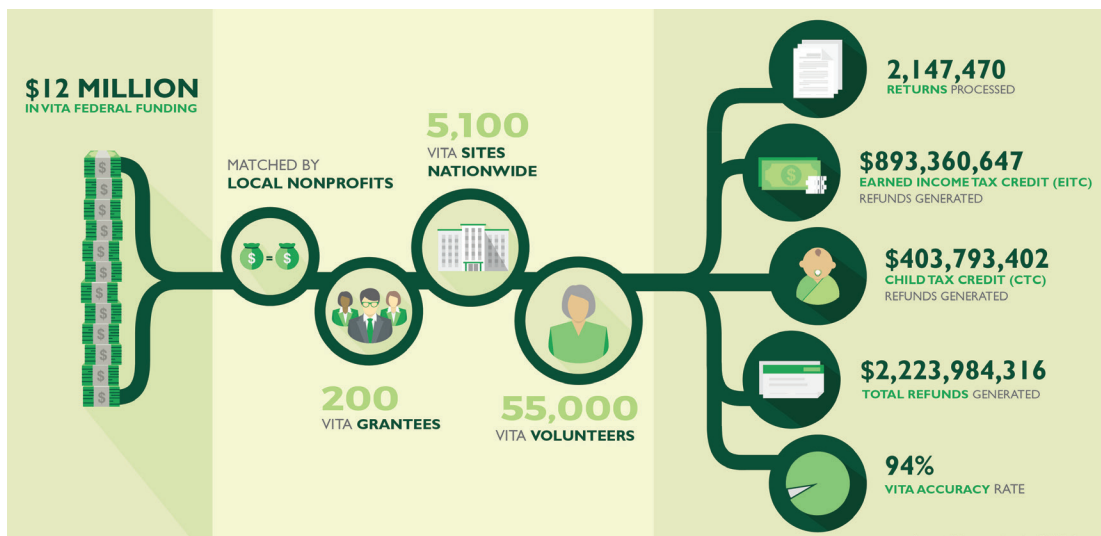 $12 MILLION
IN VITA FEDERAL FUNDING
$
$
$
$
$
$
$
$
$
$
$
$
MATCHED BY
LOCAL NONPROFITS
$ = $
200
VITA GRANTEES
5,100
VITA SITES
NATIONWIDE
55,000
VITA VOLUNTEERS
2,147,470
RETURNS PROCESSED
$
$893,360,647
EARNED INCOME TAX CREDIT (EITC)
REFUNDS GENERATED
$403,793,402
CHILD TAX CREDIT (CTC)
REFUNDS GENERATED
$2,223,984,316
TOTAL REFUNDS GENERATED
94%
VITA ACCURACY RATE